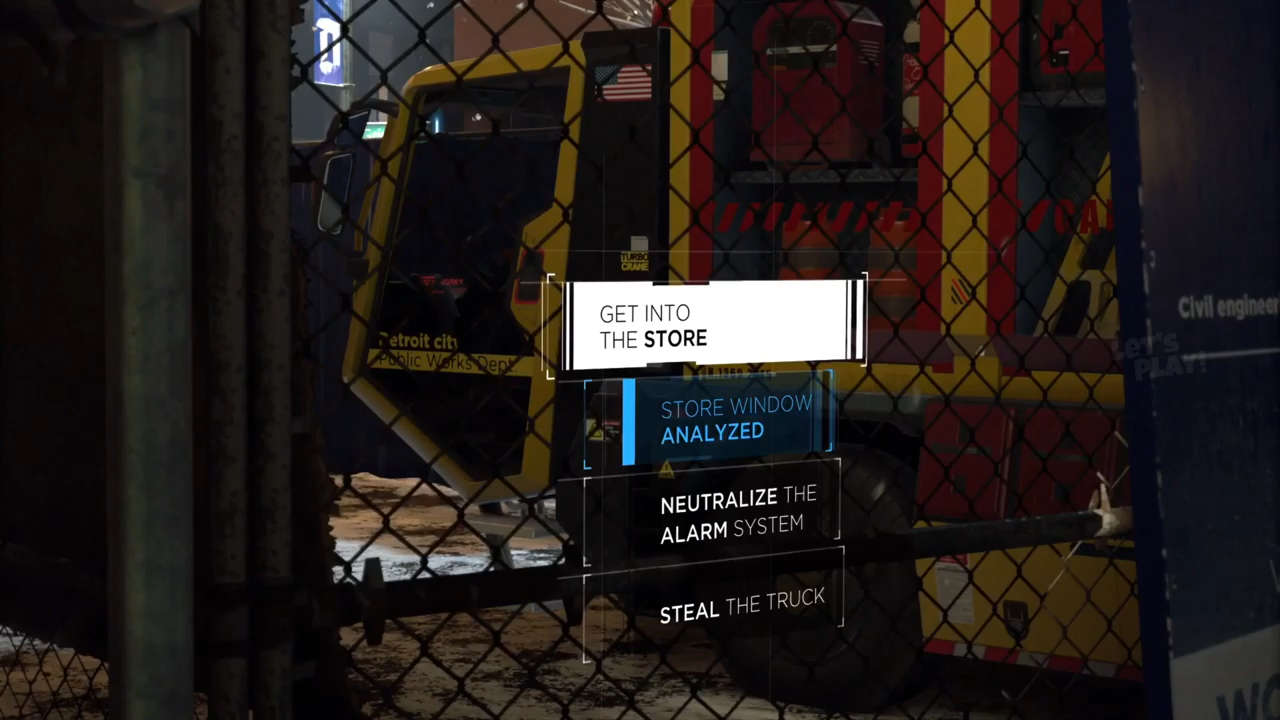 TURBO
CRANE
GET INTO
THE STORE
Detroit city
Public Works Dept.
Civil engineer
Let's
PLAY!
STORE WINDOW
ANALYZED
NEUTRALIZE THE
ALARM SYSTEM
STEAL THE TRUCK
WO